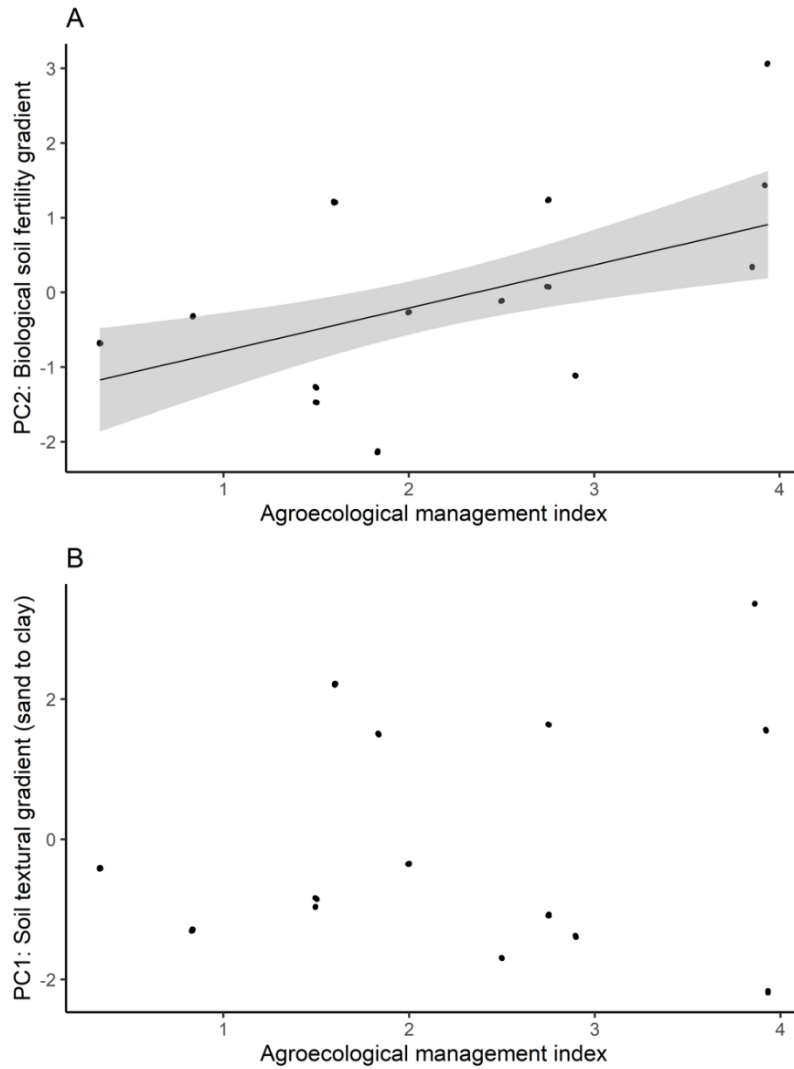 A
PC2: Biological soil fertility gradient
3
2
1
0
-1
-2
1 2 3 4
Agroecological management index
B
PC1: Soil textural gradient (sand to clay)
2
0
-2
1 2 3 4
Agroecological management index